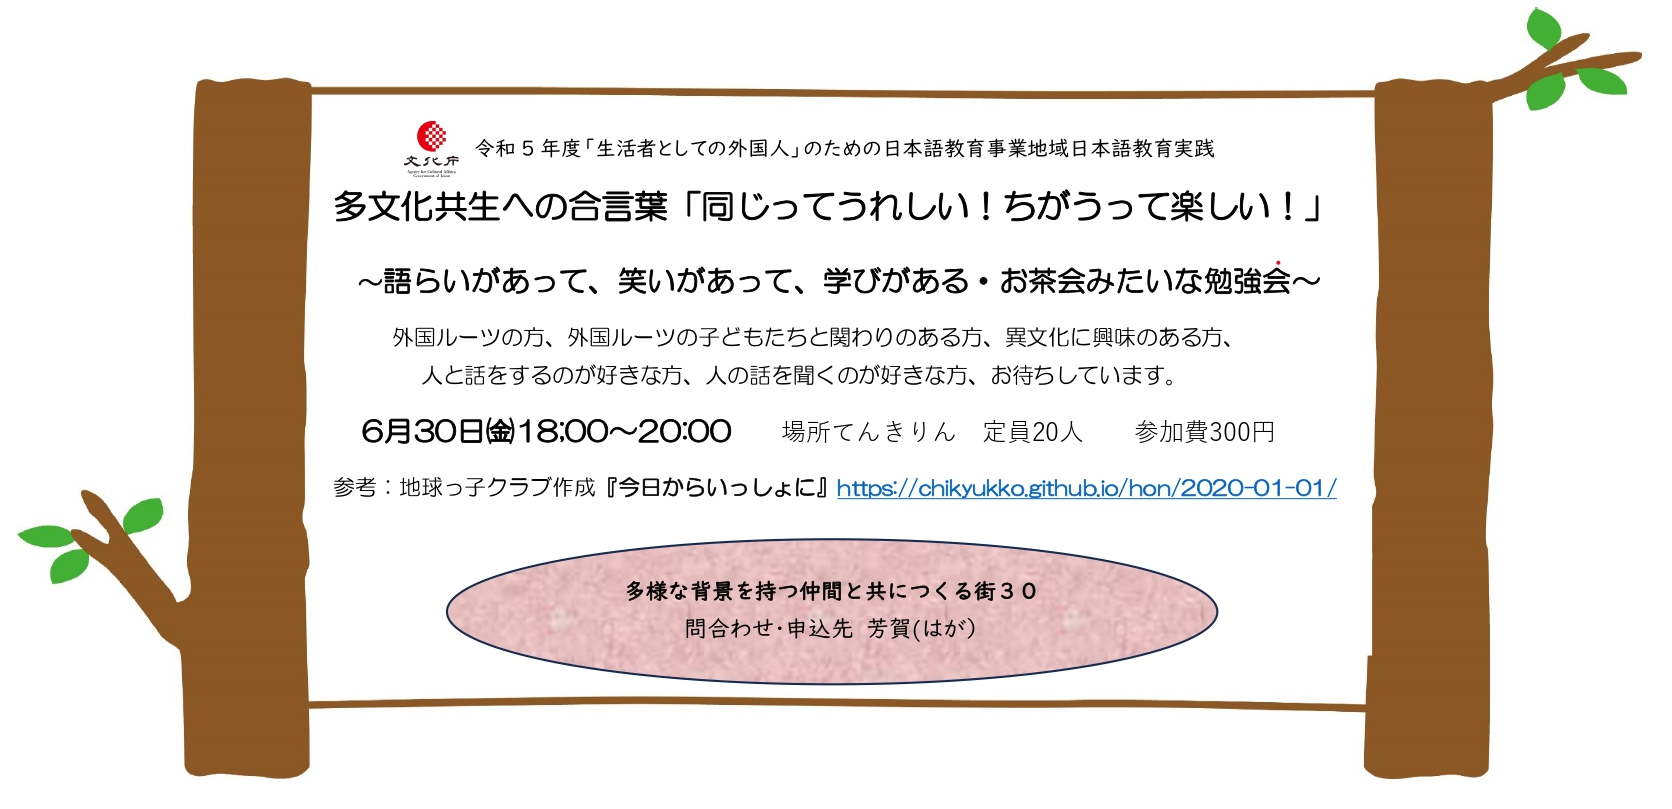 文化庁
Agency for Cultural Affairs,
Government of Japan
令和５年度「生活者としての外国人」のための日本語教育事業地域日本語教育実践
多文化共生への合言葉「同じってうれしい！ちがうって楽しい！」
～語らいがあって、笑いがあって、学びがある・お茶会みたいな勉強会～
外国ルーツの方、外国ルーツの子どもたちと関わりのある方、異文化に興味のある方、
人と話をするのが好きな方、人の話を聞くのが好きな方、お待ちしています。
6月30日㈮18;00～20:00　場所てんきりん　定員20人　参加費300円
参考：地球っ子クラブ作成『今日からいっしょに』https://chikyukko.github.io/hon/2020-01-01/
多様な背景を持つ仲間と共につくる街３０
問合わせ･申込先 芳賀(はが）